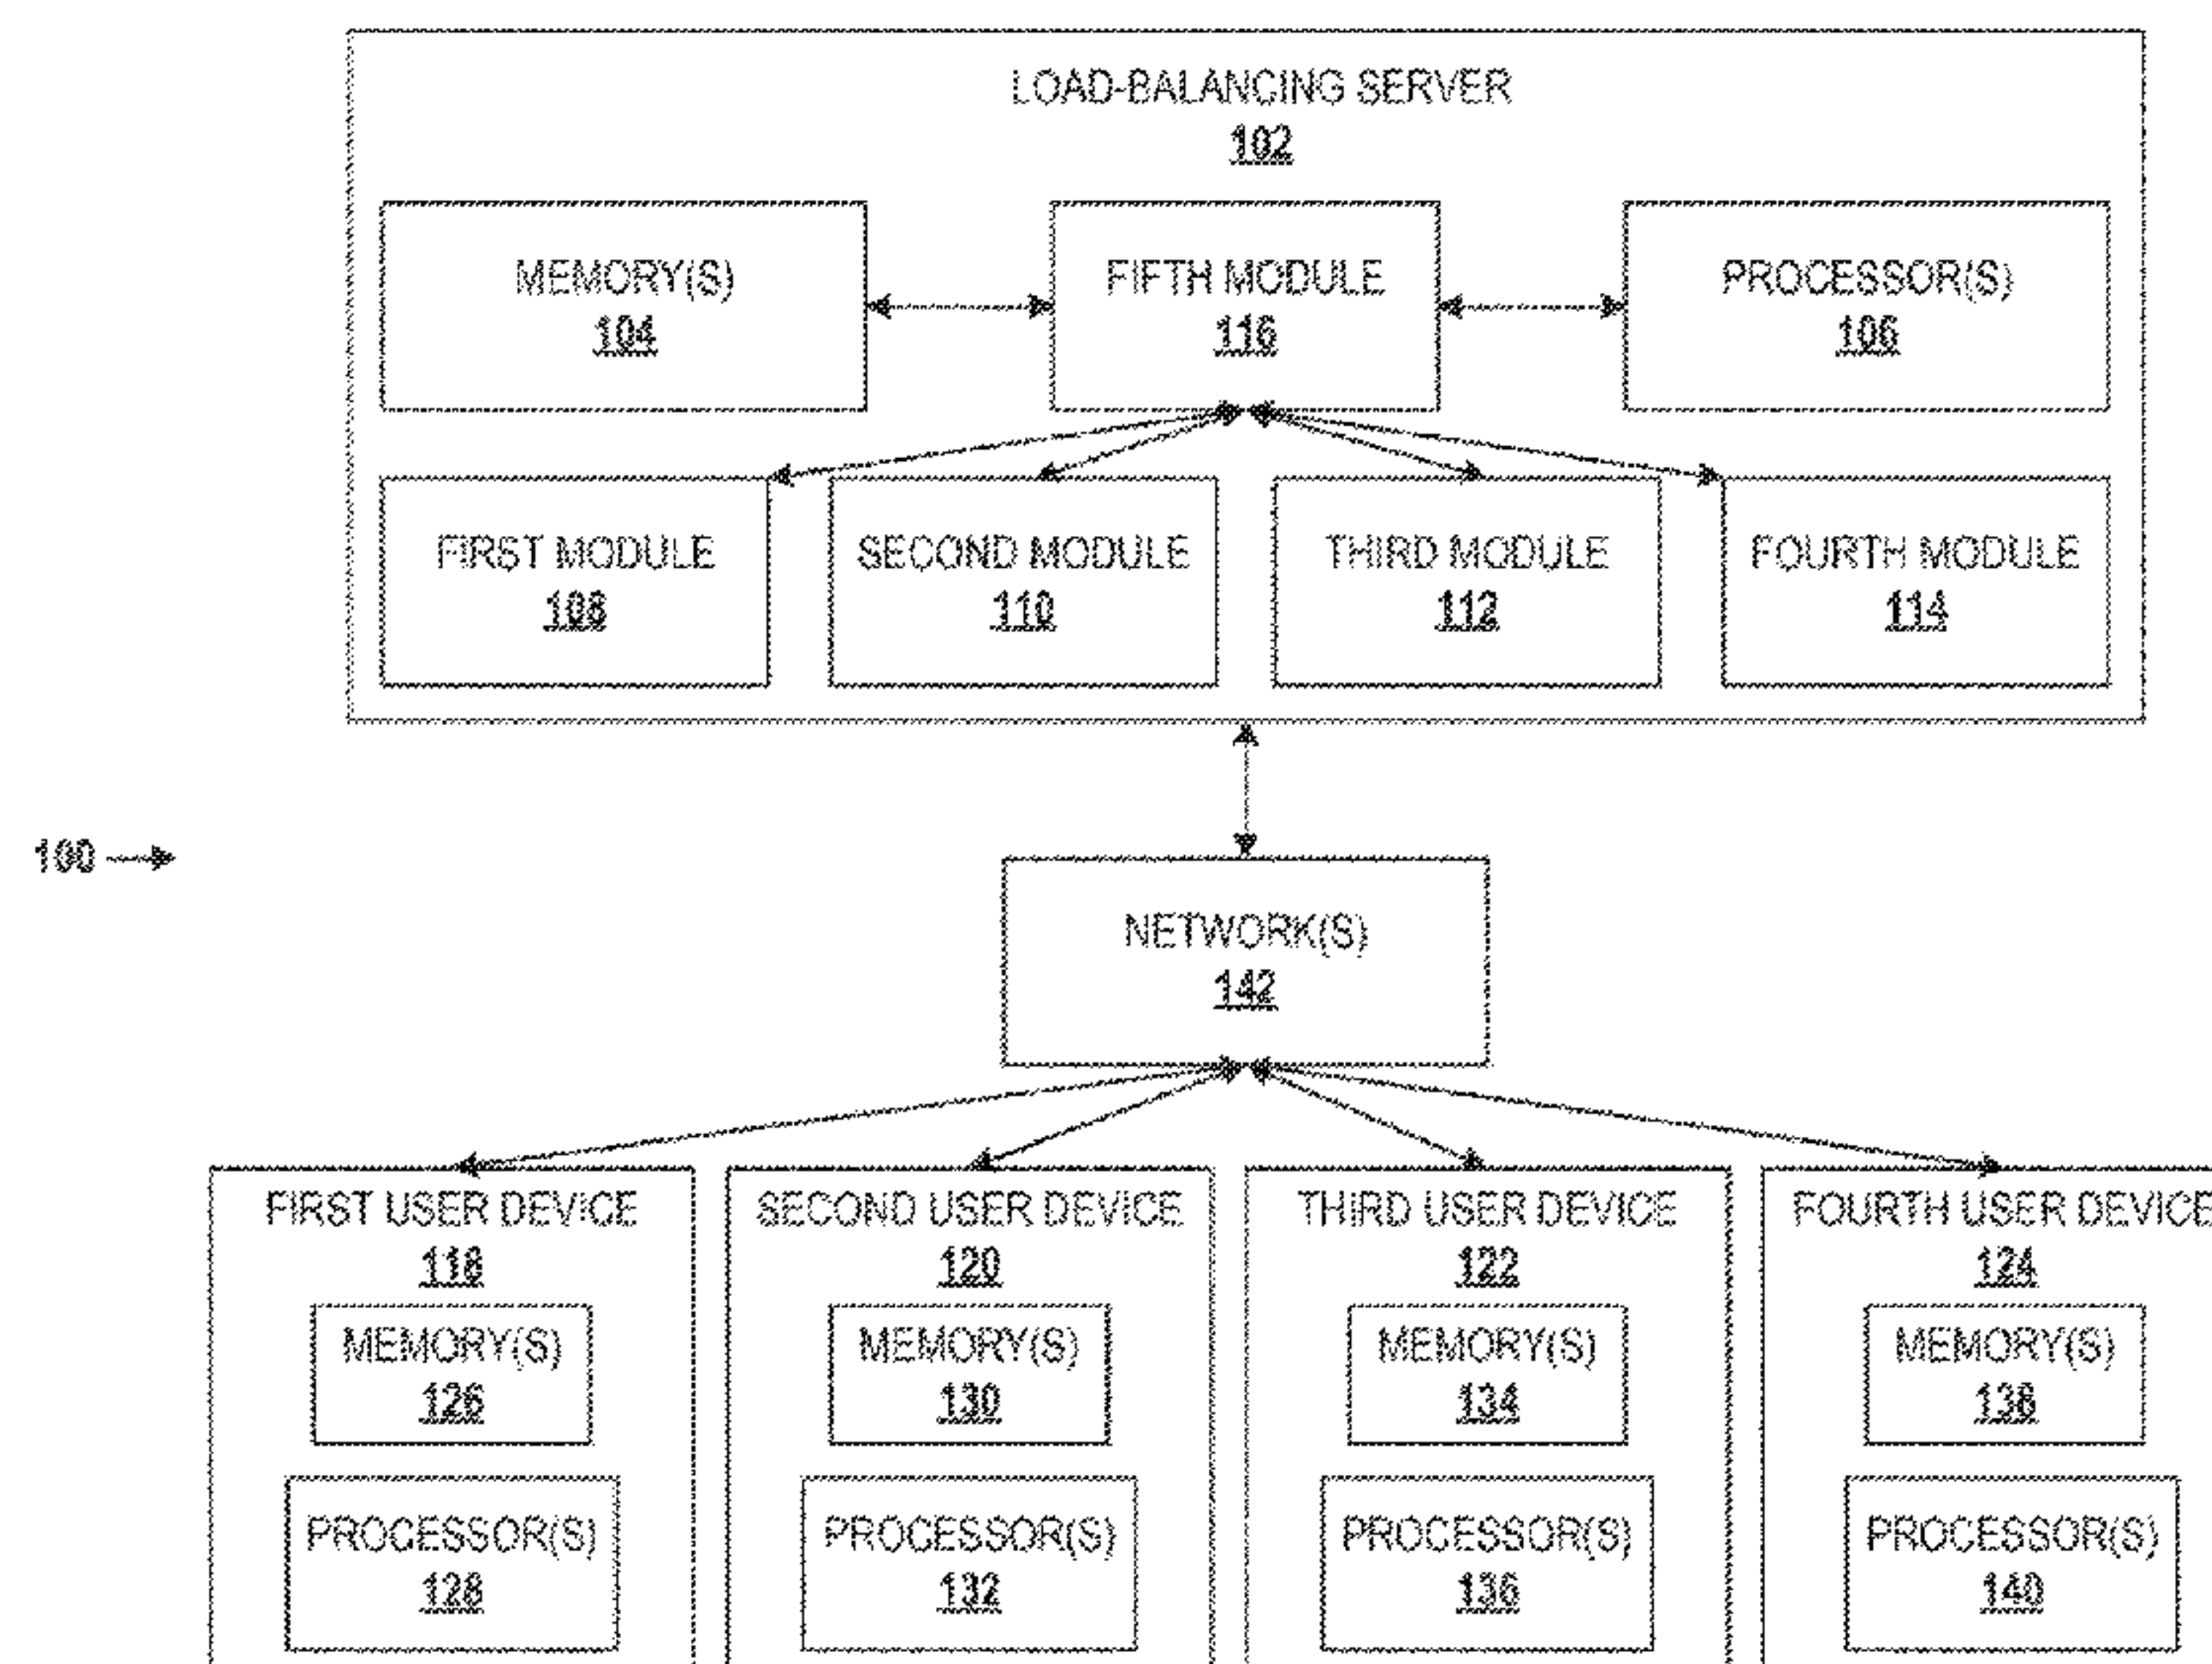 LOAD-BALANCING SERVER
102
MEMORY(S)
104
FIFTH MODULE
116
PROCESSOR(S)
106
FIRST MODULE
108
SECOND MODULE
110
THIRD MODULE
112
FOURTH MODULE
114
100
NETWORK(S)
142
FIRST USER DEVICE
118
MEMORY(S)
126
PROCESSOR(S)
128
SECOND USER DEVICE
120
MEMORY(S)
130
PROCESSOR(S)
132
THIRD USER DEVICE
122
MEMORY(S)
134
PROCESSOR(S)
136
FOURTH USER DEVICE
124
MEMORY(S)
138
PROCESSOR(S)
140